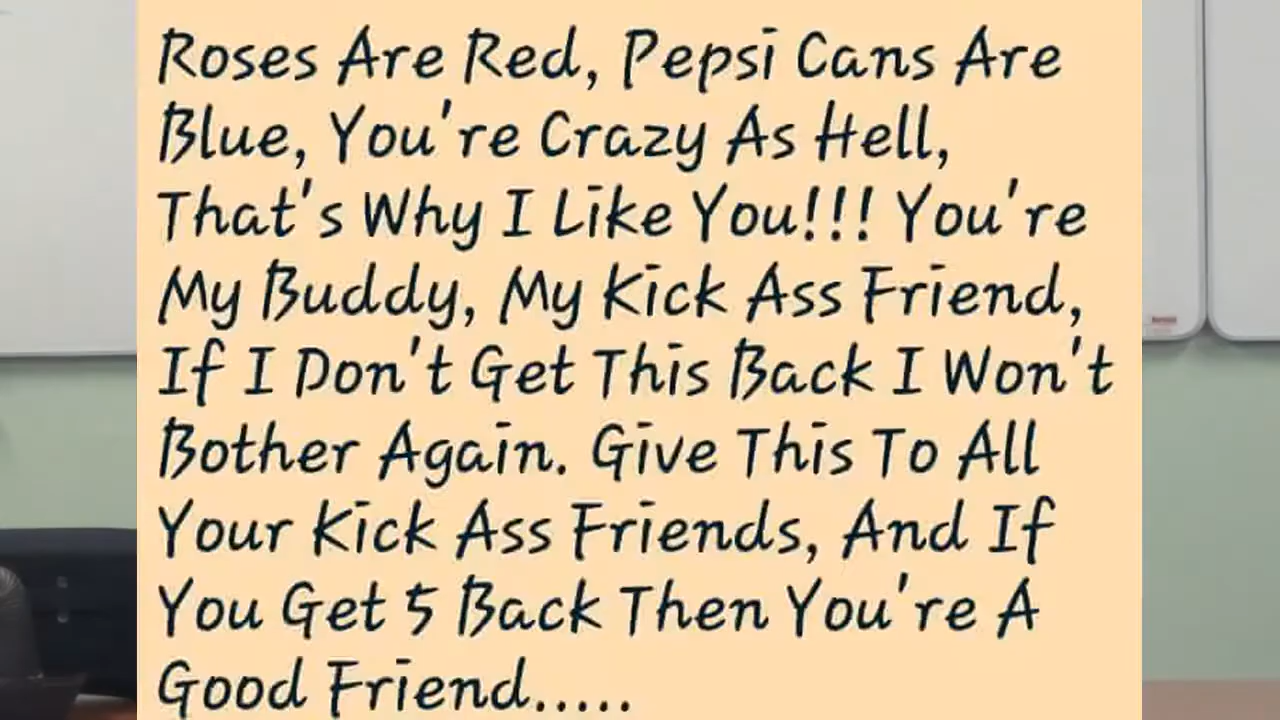 Roses Are Red, Pepsi Cans Are
Blue, You're Crazy As Hell,
That's Why I Like You!!! You're
My Buddy, My Kick Ass Friend,
If I Don't Get This Back I Won't
Bother Again. Give This To All
Your Kick Ass Friends, And If
You Get 5 Back Then You're A
Good Friend.....